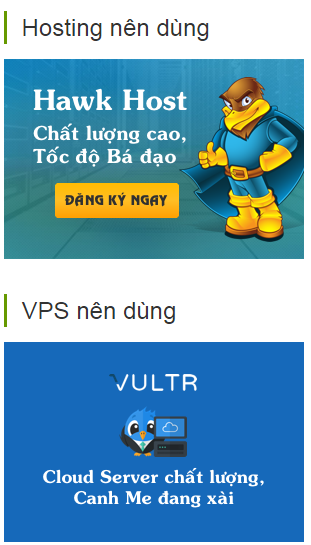 Hosting nên dùng
Hawk Host
Chất lượng cao,
Tốc độ Bá đạo
ĐĂNG KÝ NGAY
VPS nên dùng
VULTR
Cloud Server chất lượng,
Canh Me đang xài